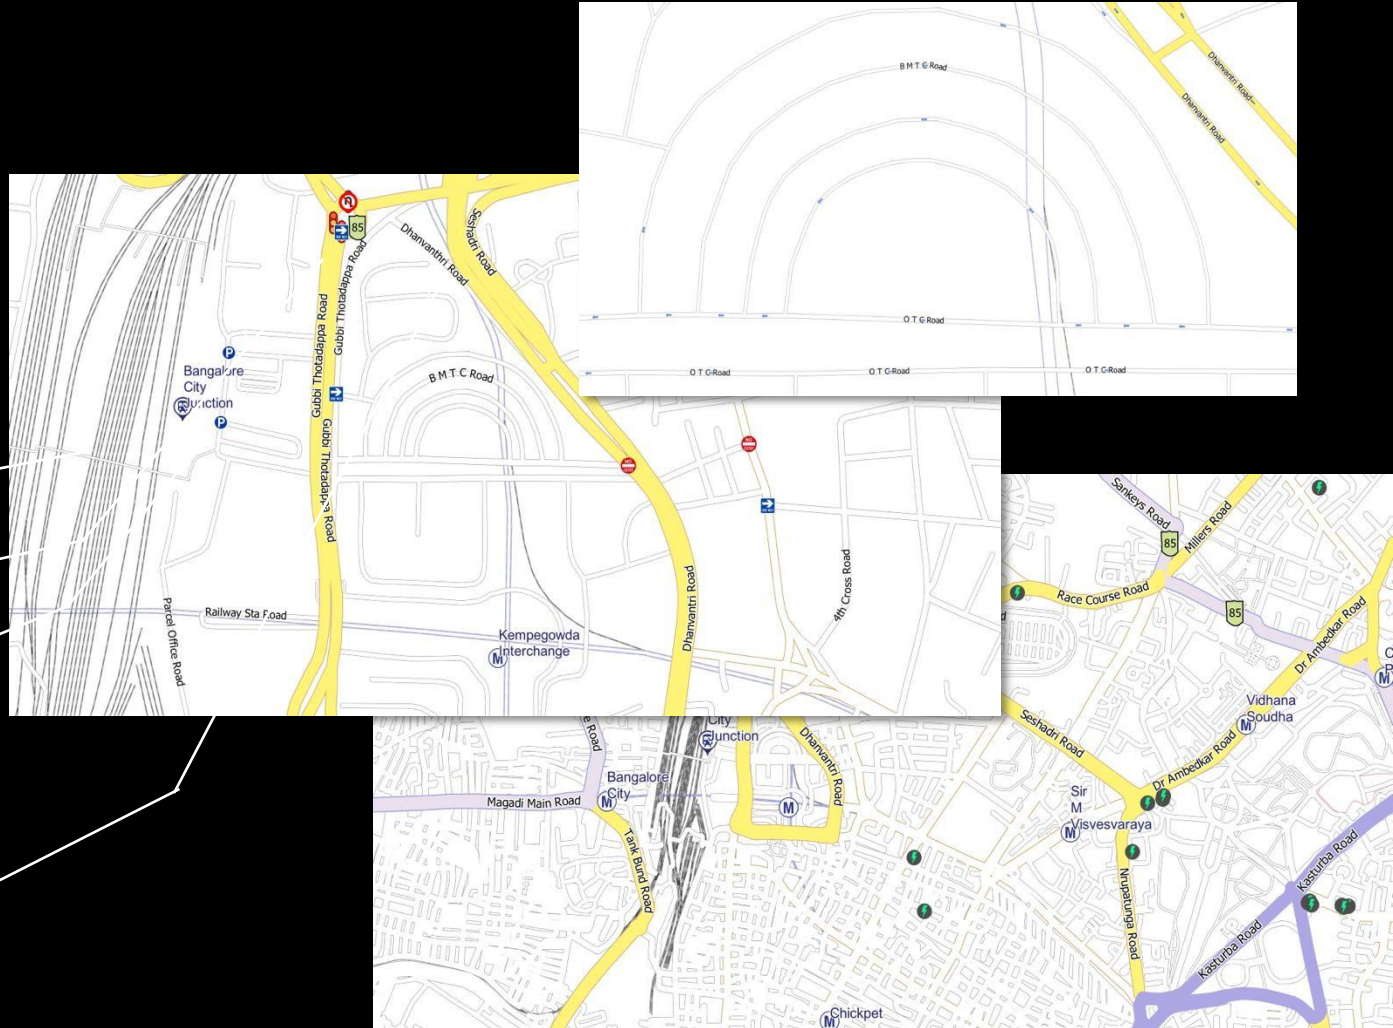 B M T C Road
Dhanvantri Road
Dhanvantri Road
O T C Road
O T C Road
O T C Road
O T C Road
85
Seshadri Road
Dhanvanthri Road
Gubbi Thotadappa Road
Gubbi Thotadappa Road
Gubbi Thotadappa Road
P
Bangalore
City
Junction
P
B M T C Road
NO
NO
4th Cross Road
Dhanvantri Road
Parcel Office Road
Railway Sta Road
Kempegowda
Interchange
M
Sankeys Road
85
Millers Road
Race Course Road
85
Dr Ambedkar Road
M
Vidhana
Soudha
M
Seshadri Road
Dr Ambedkar Road
Sir
M
Visvesvaraya
M
City
Junction
e Road
Bangalore
City
M
Magadi Main Road
Dhanvantri Road
M
Tank Bund Road
Nrupatunga Road
Kasturba Road
Kasturba Road
Chickpet
M